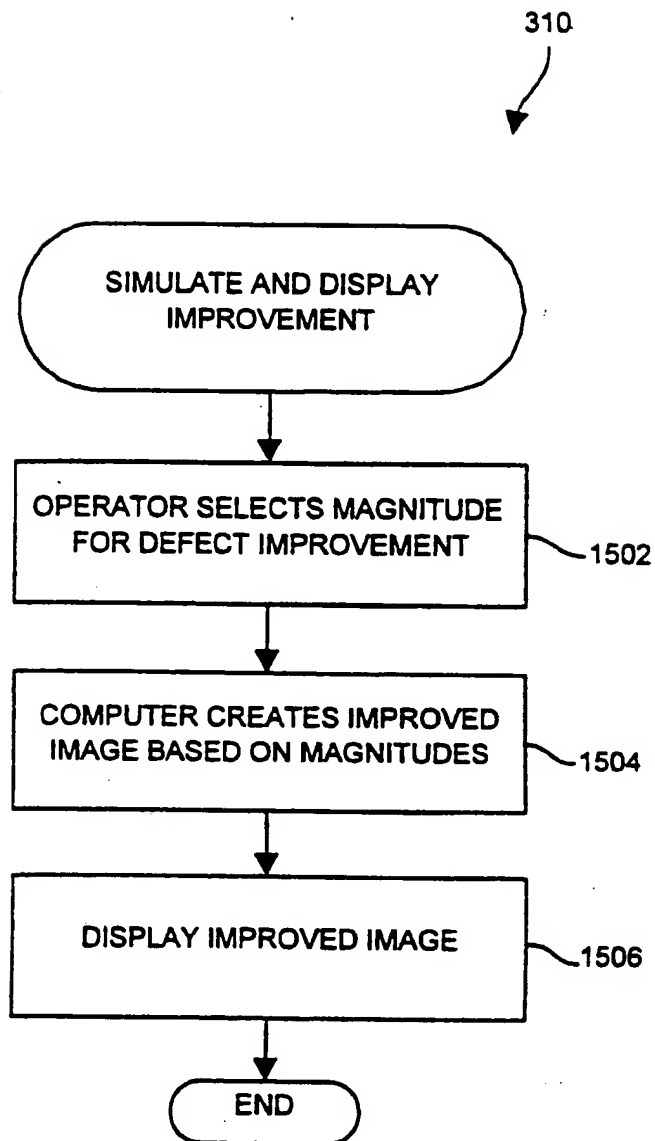 310
SIMULATE AND DISPLAY
IMPROVEMENT
OPERATOR SELECTS MAGNITUDE
FOR DEFECT IMPROVEMENT
1502
COMPUTER CREATES IMPROVED
IMAGE BASED ON MAGNITUDES
1504
DISPLAY IMPROVED IMAGE
1506
END